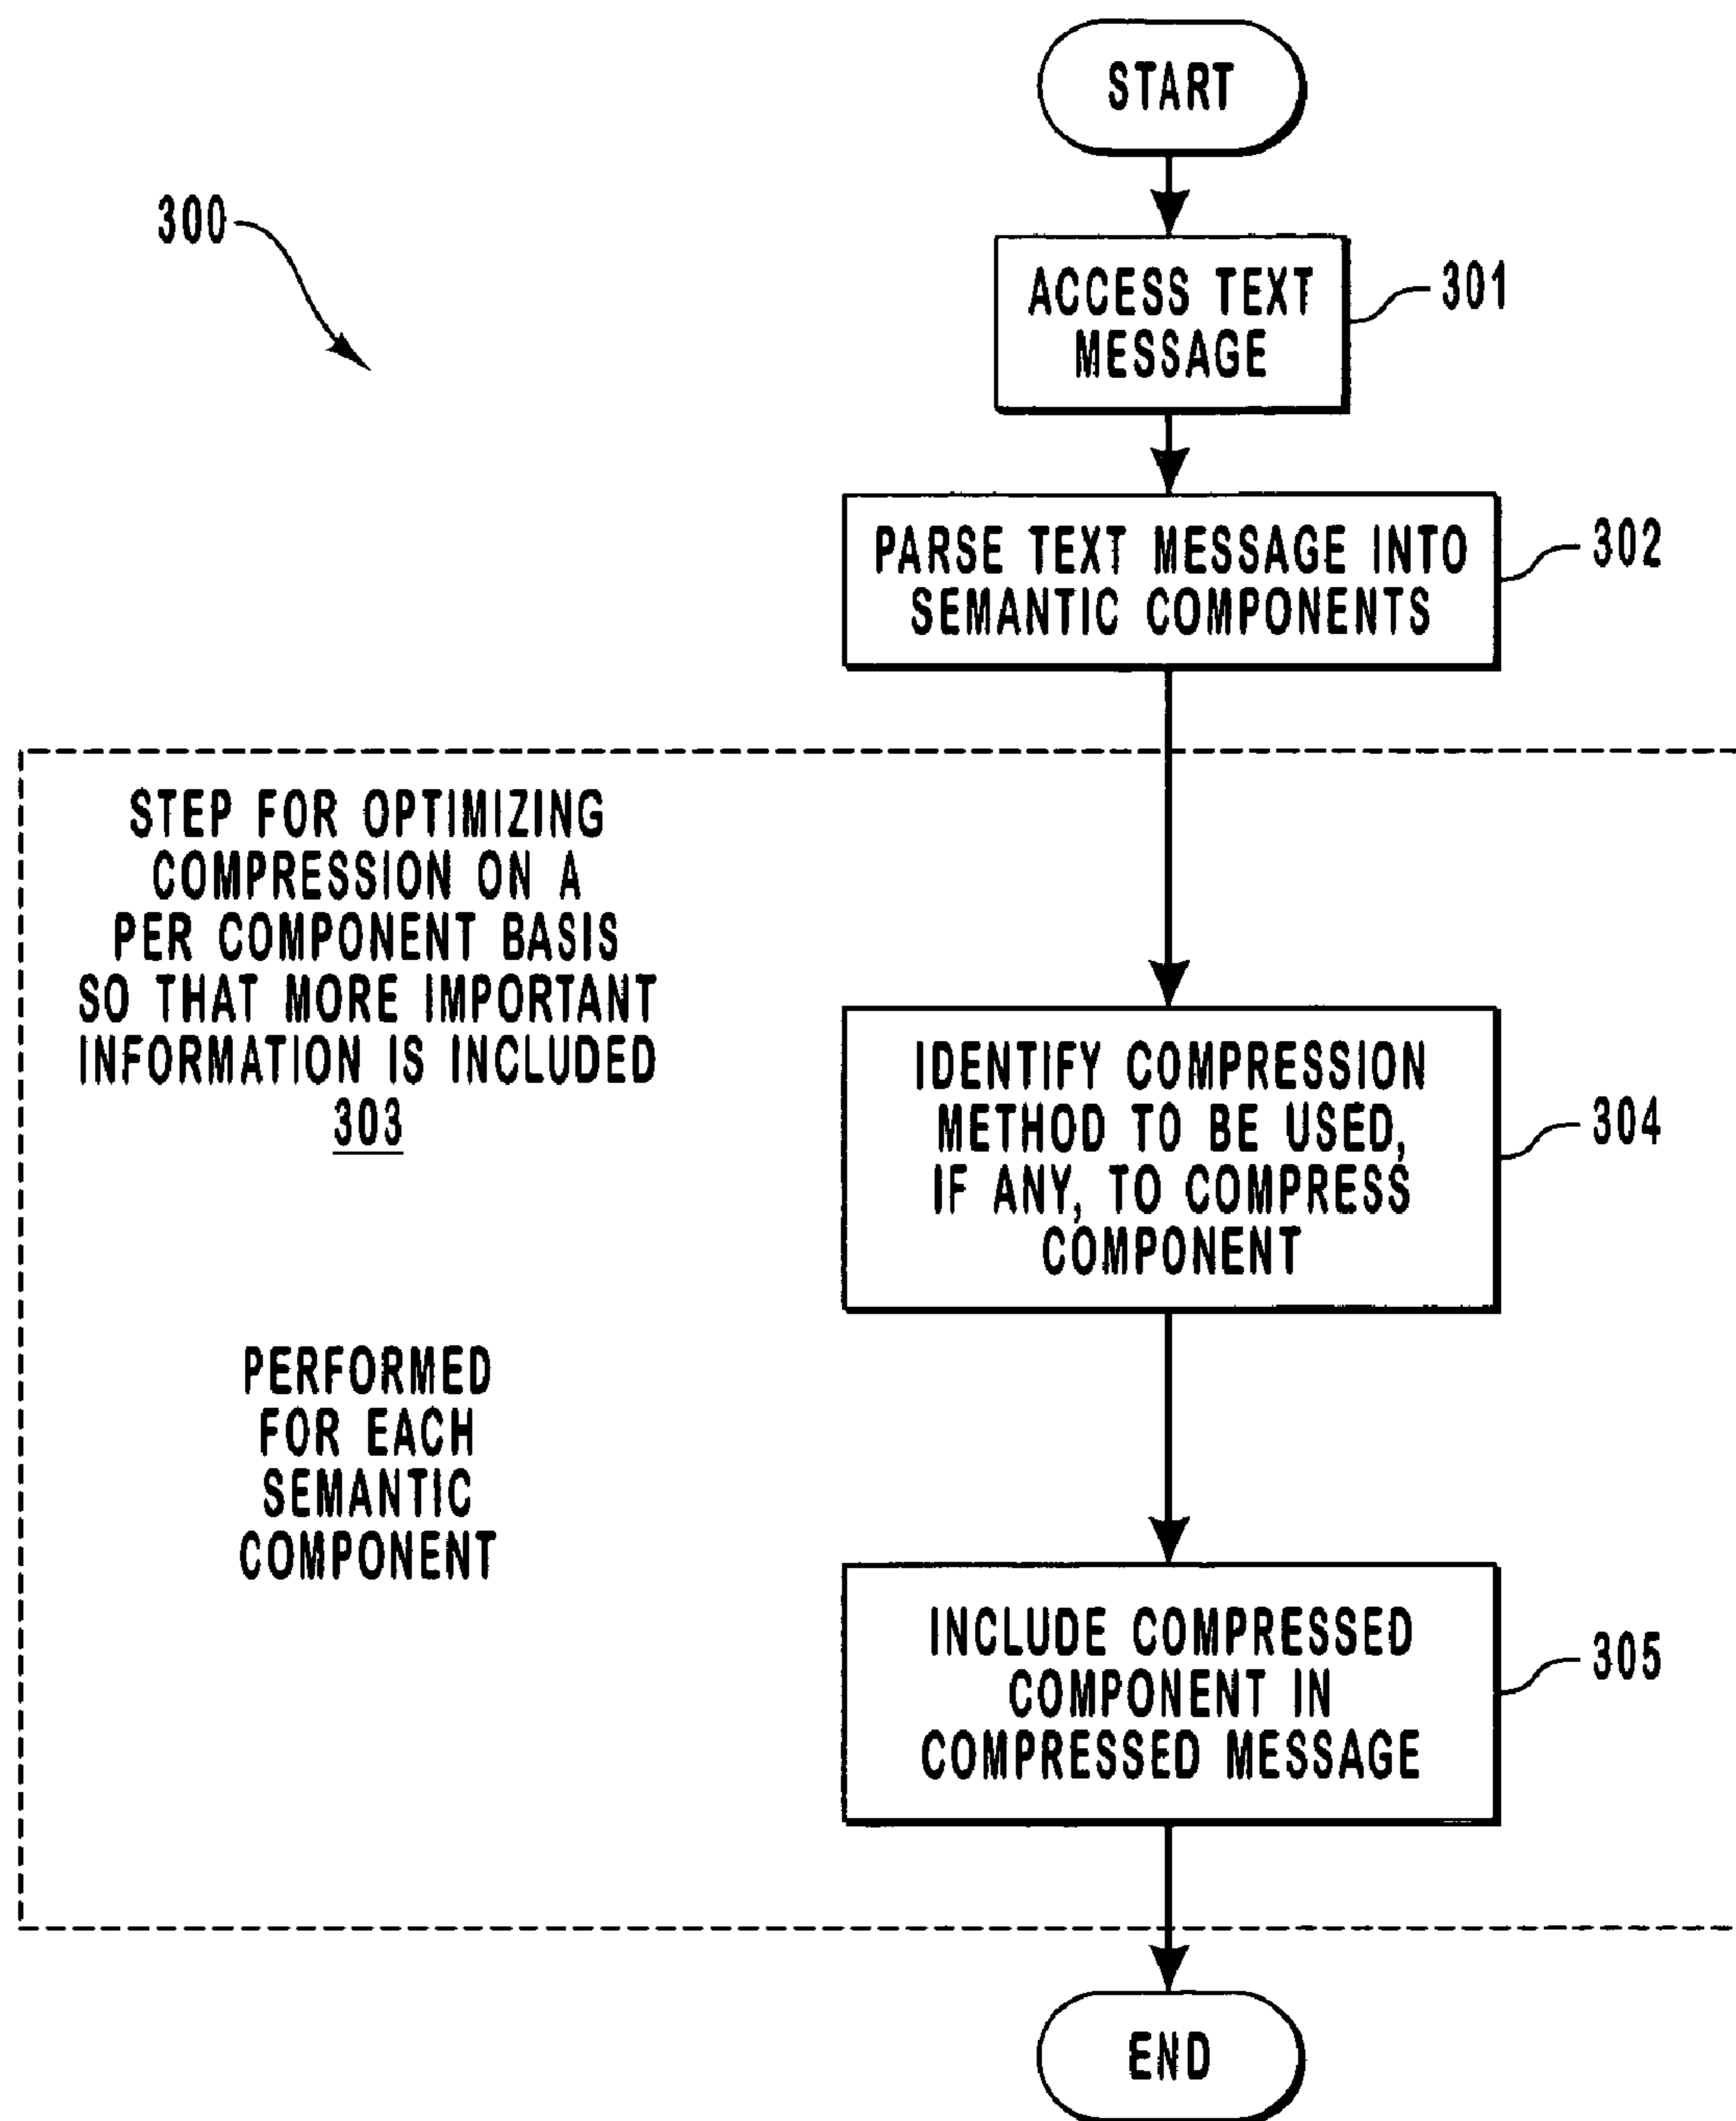 START
300
ACCESS TEXT
MESSAGE
301
PARSE TEXT MESSAGE INTO
SEMANTIC COMPONENTS
302
STEP FOR OPTIMIZING
COMPRESSION ON A
PER COMPONENT BASIS
SO THAT MORE IMPORTANT
INFORMATION IS INCLUDED
303
IDENTIFY COMPRESSION
METHOD TO BE USED,
IF ANY, TO COMPRESS
COMPONENT
304
PERFORMED
FOR EACH
SEMANTIC
COMPONENT
INCLUDE COMPRESSED
COMPONENT IN
COMPRESSED MESSAGE
305
END